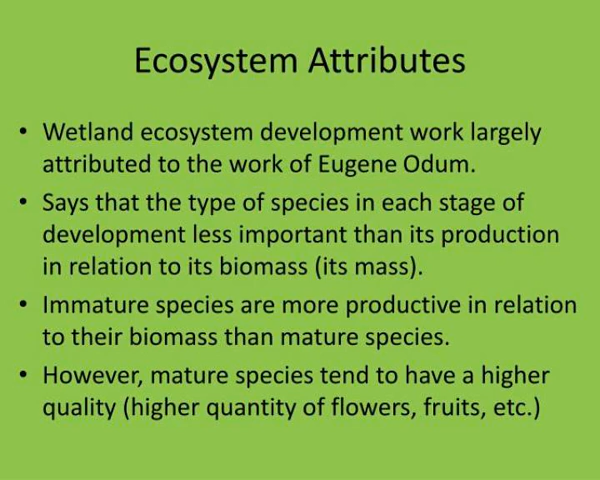 Ecosystem Attributes
• Wetland ecosystem development work largely
attributed to the work of Eugene Odum.
• Says that the type of species in each stage of
development less important than its production
in relation to its biomass (its mass).
• Immature species are more productive in relation
to their biomass than mature species.
• However, mature species tend to have a higher
quality (higher quantity of flowers, fruits, etc.)